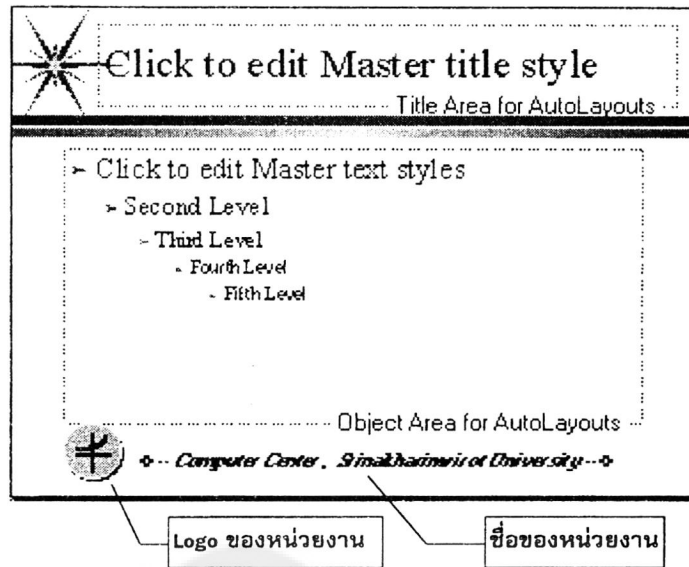 Click to edit Master title style
Title Area for AutoLayouts
➢ Click to edit Master text styles
➢ Second Level
➢ Third Level
Fourth Level
Fifth Level
Object Area for AutoLayouts
Computer Center, Srinakharinwirot University
Logo ของหน่วยงาน
ชื่อของหน่วยงาน